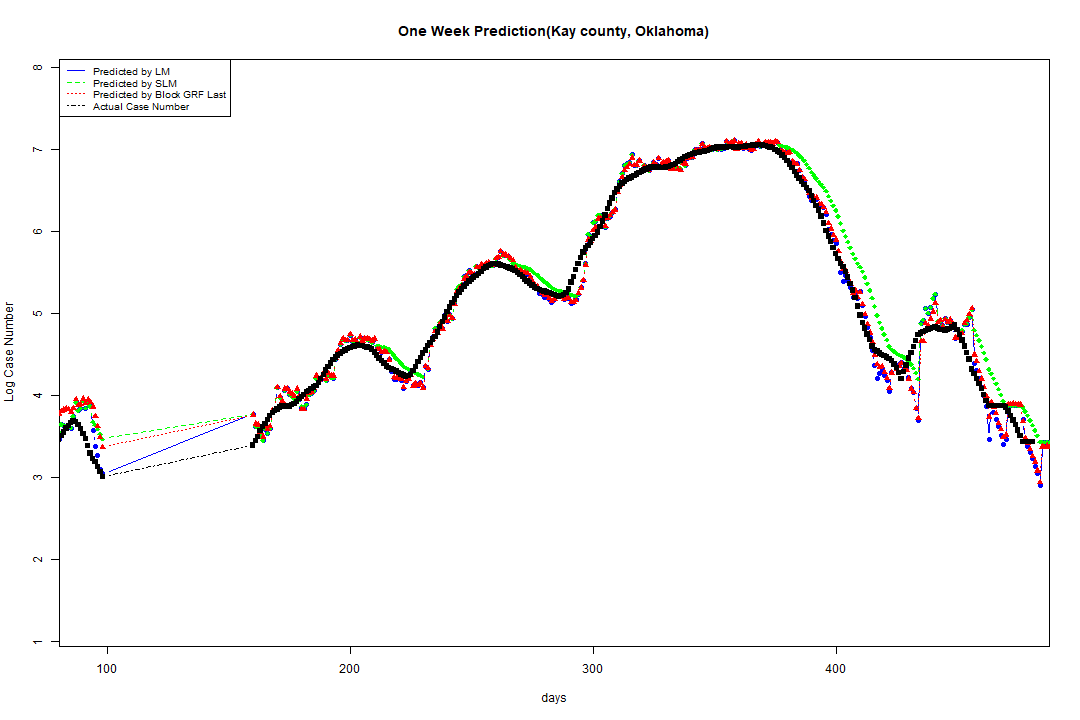 One Week Prediction(Kay county, Oklahoma)
Predicted by LM
Predicted by SLM
Predicted by Block GRF Last
Actual Case Number
Log Case Number
8
7
6
5
4
3
2
1
100 200 300 400
days